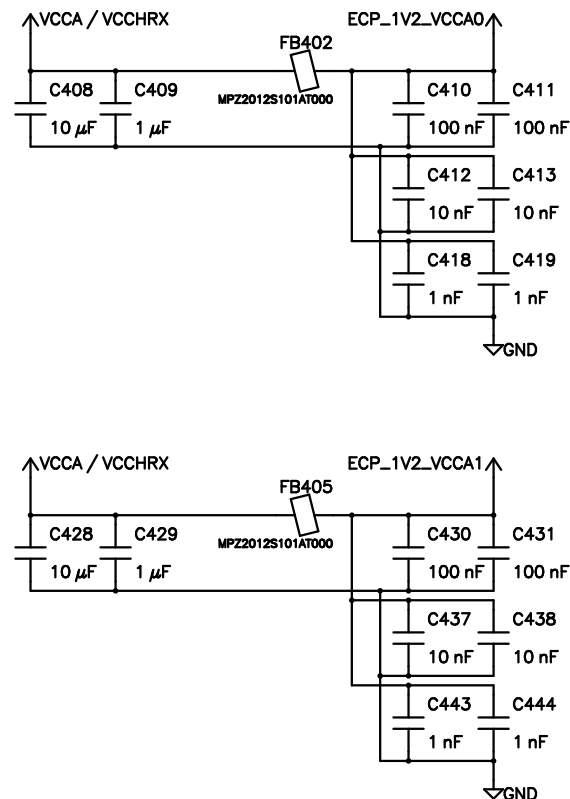 VCCA / VCCHRX
FB402
ECP_1V2_VCCA0
C408
C409
MPZ2012S101AT000
C410
C411
10 µF
1 µF
100 nF
100 nF
C412
C413
10 nF
10 nF
C418
C419
1 nF
1 nF
GND
VCCA / VCCHRX
FB405
ECP_1V2_VCCA1
C428
C429
MPZ2012S101AT000
C430
C431
10 µF
1 µF
100 nF
100 nF
C437
C438
10 nF
10 nF
C443
C444
1 nF
1 nF
GND